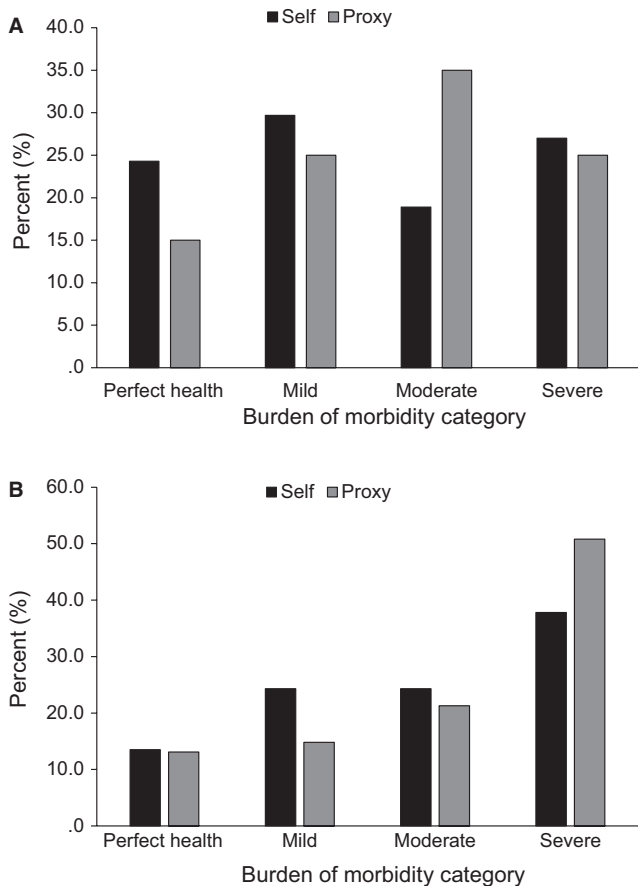 A
Self Proxy
40.0
35.0
30.0
25.0
20.0
15.0
10.0
5.0
.0
Percent (%)
Perfect health Mild Moderate Severe
Burden of morbidity category
B
Self Proxy
60.0
50.0
40.0
30.0
20.0
10.0
.0
Percent (%)
Perfect health Mild Moderate Severe
Burden of morbidity category